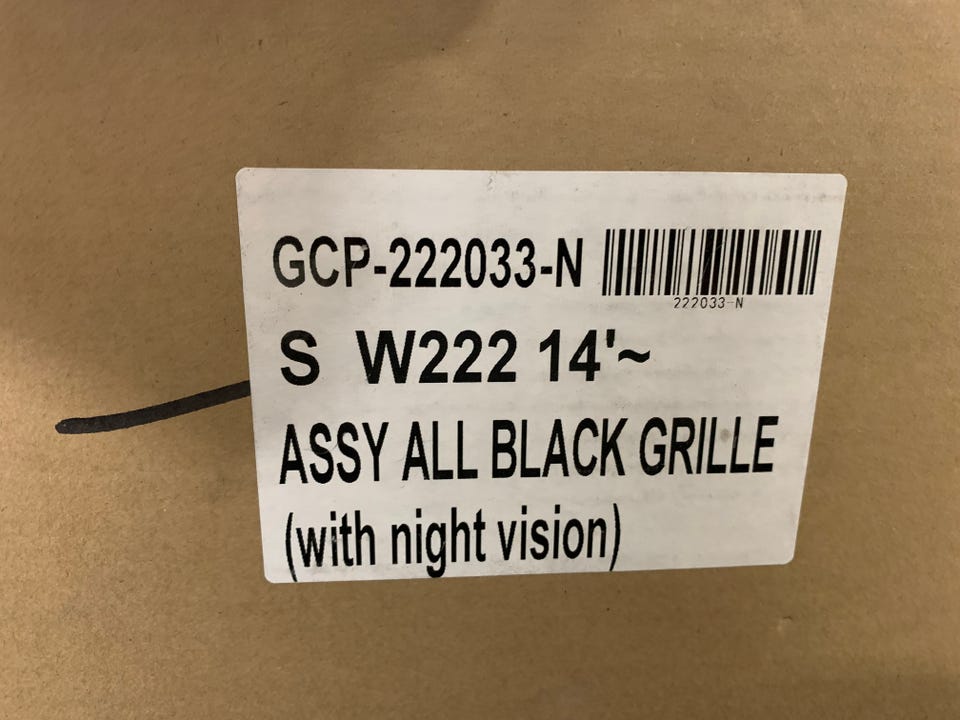 GCP-222033-N
222033-N
S W222 14'~
ASSY ALL BLACK GRILLE
(with night vision)